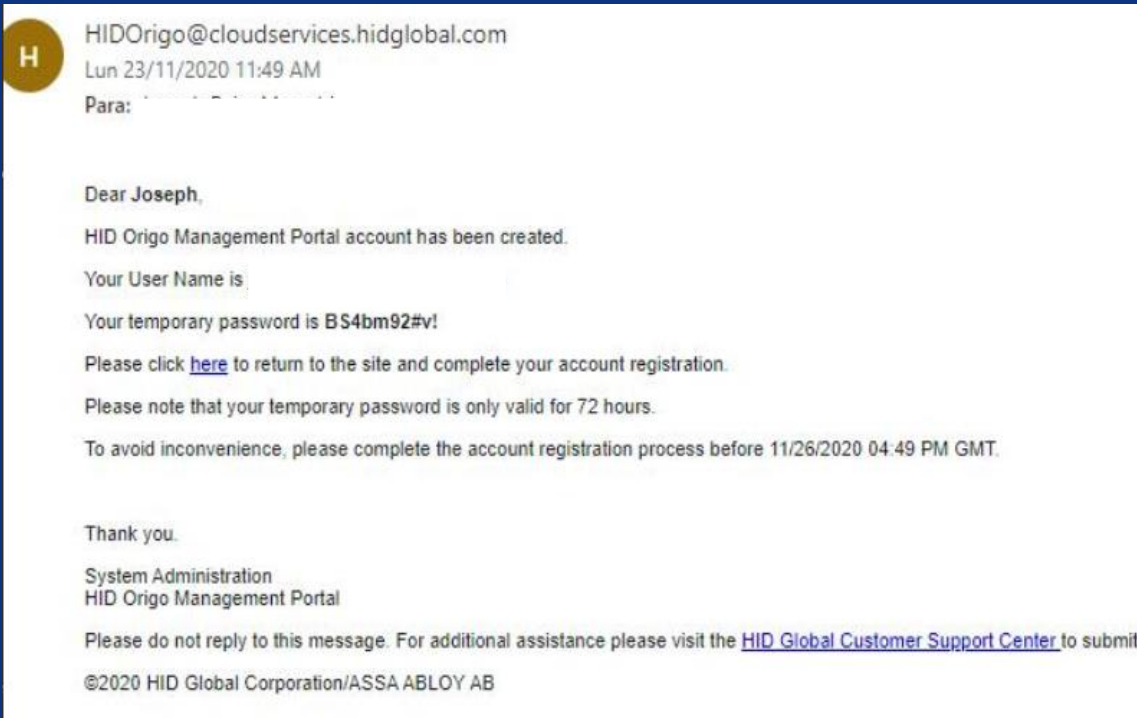 H
HIDOrigo@cloudservices.hidglobal.com
Lun 23/11/2020 11:49 AM
Para:
Dear Joseph,
HID Origo Management Portal account has been created.
Your User Name is
Your temporary password is BS4bm92#v!
Please click here to return to the site and complete your account registration.
Please note that your temporary password is only valid for 72 hours.
To avoid inconvenience, please complete the account registration process before 11/26/2020 04:49 PM GMT.
Thank you.
System Administration
HID Origo Management Portal
Please do not reply to this message. For additional assistance please visit the HID Global Customer Support Center to submit
©2020 HID Global Corporation/ASSA ABLOY AB